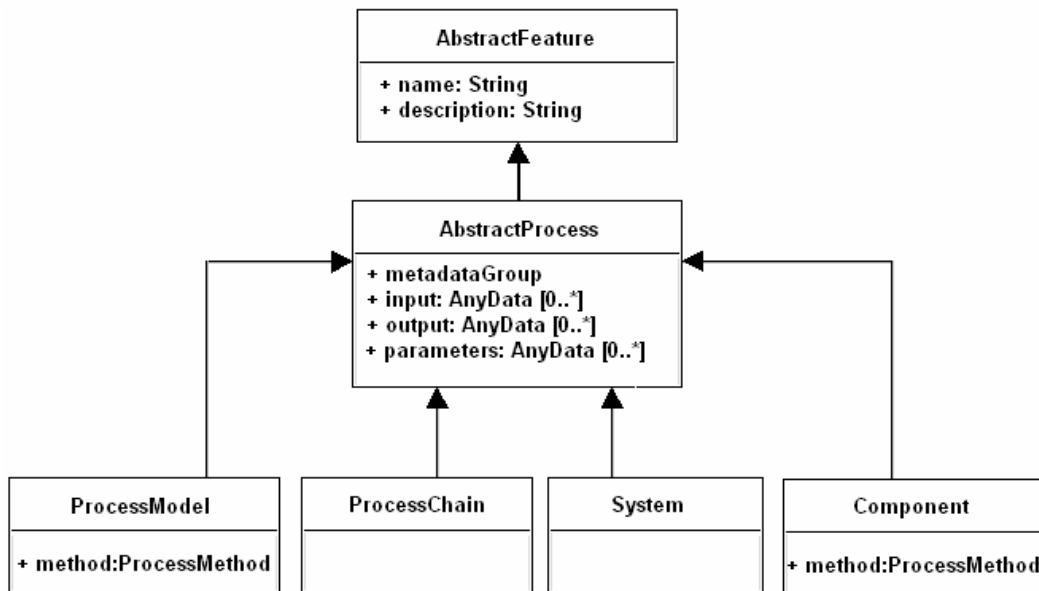 AbstractFeature
+ name: String
+ description: String
AbstractProcess
+ metadataGroup
+ input: AnyData [0..*]
+ output: AnyData [0..*]
+ parameters: AnyData [0..*]
ProcessModel
+ method:ProcessMethod
ProcessChain
System
Component
+ method:ProcessMethod